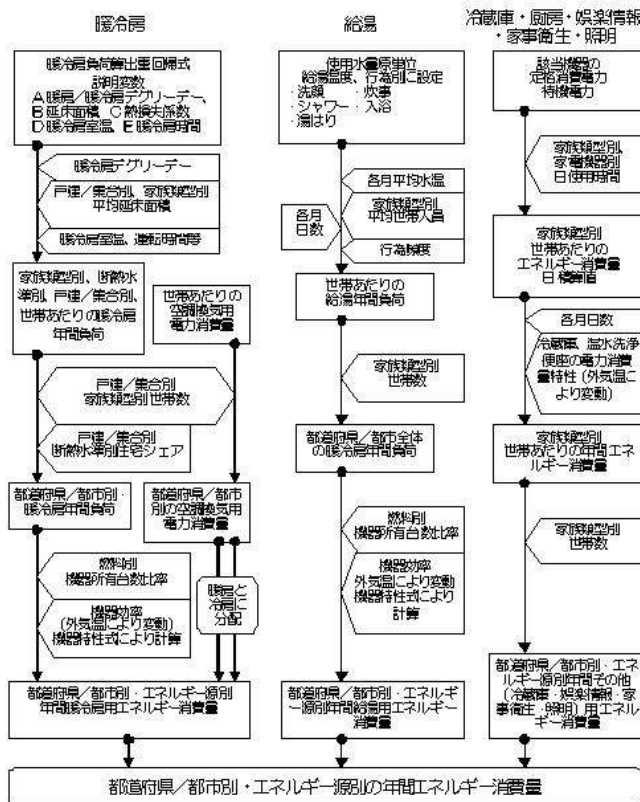 暖冷房
暖冷房負荷算出重回帰式
説明変数
A暖房／暖冷房デグリーデー、
B延床面積 C熱損失係数
D暖冷房室温 E暖冷房時間
暖冷房デグリーデー
戸建／集合別、家族類型別
平均延床面積
暖冷房室温、運転時間等
家族類型別、断熱水
準別、戸建／集合別、
世帯あたりの暖冷房
年間負荷
世帯あたりの
空調換気用
電力消費量
戸建／集合別
家族類型別世帯数
戸建／集合別
断熱水準別住宅シェア
都道府県／都市別・
暖冷房年間負荷
都道府県／都市
別の空調換気用
電力消費量
燃料別
機器所有台数比率
機器効率
(外気温により変動)
機器特性式により計算
暖房と
冷房に
分配
都道府県／都市別・エネルギー源別
年間暖冷房用エネルギー消費量
給湯
使用水量原単位
給湯温度、行為別に設定
・洗顔 ・炊事
・シャワー ・入浴
・湯はり
各月平均水温
各月
日数
家族類型別
平均世帯人員
行為頻度
世帯あたりの
給湯年間負荷
家族類型別
世帯数
都道府県／都市全体
の暖冷房年間負荷
燃料別
機器所有台数比率
機器効率
外気温により変動
機器特性式により
計算
都道府県／都市別・エネルギ
ー源別年間給湯用エネルギー
消費量
冷蔵庫・厨房・娯楽情報
・家事衛生・照明
該当機器の
定格消費電力
待機電力
家族類型別、
家電機器別
日使用時間
家族類型別
世帯あたりの
エネルギー消費量
日積算値
各月日数
冷蔵庫、温水洗浄
便座の電力消費
量特性（外気温に
より変動）
家族類型別
世帯あたりの年間エネ
ルギー消費量
家族類型別
世帯数
都道府県／都市別・エネ
ルギー源別年間その他
（冷蔵庫・娯楽情報・家
事衛生・照明）用エネル
ギー消費量
都道府県／都市別・エネルギー源別の年間エネルギー消費量